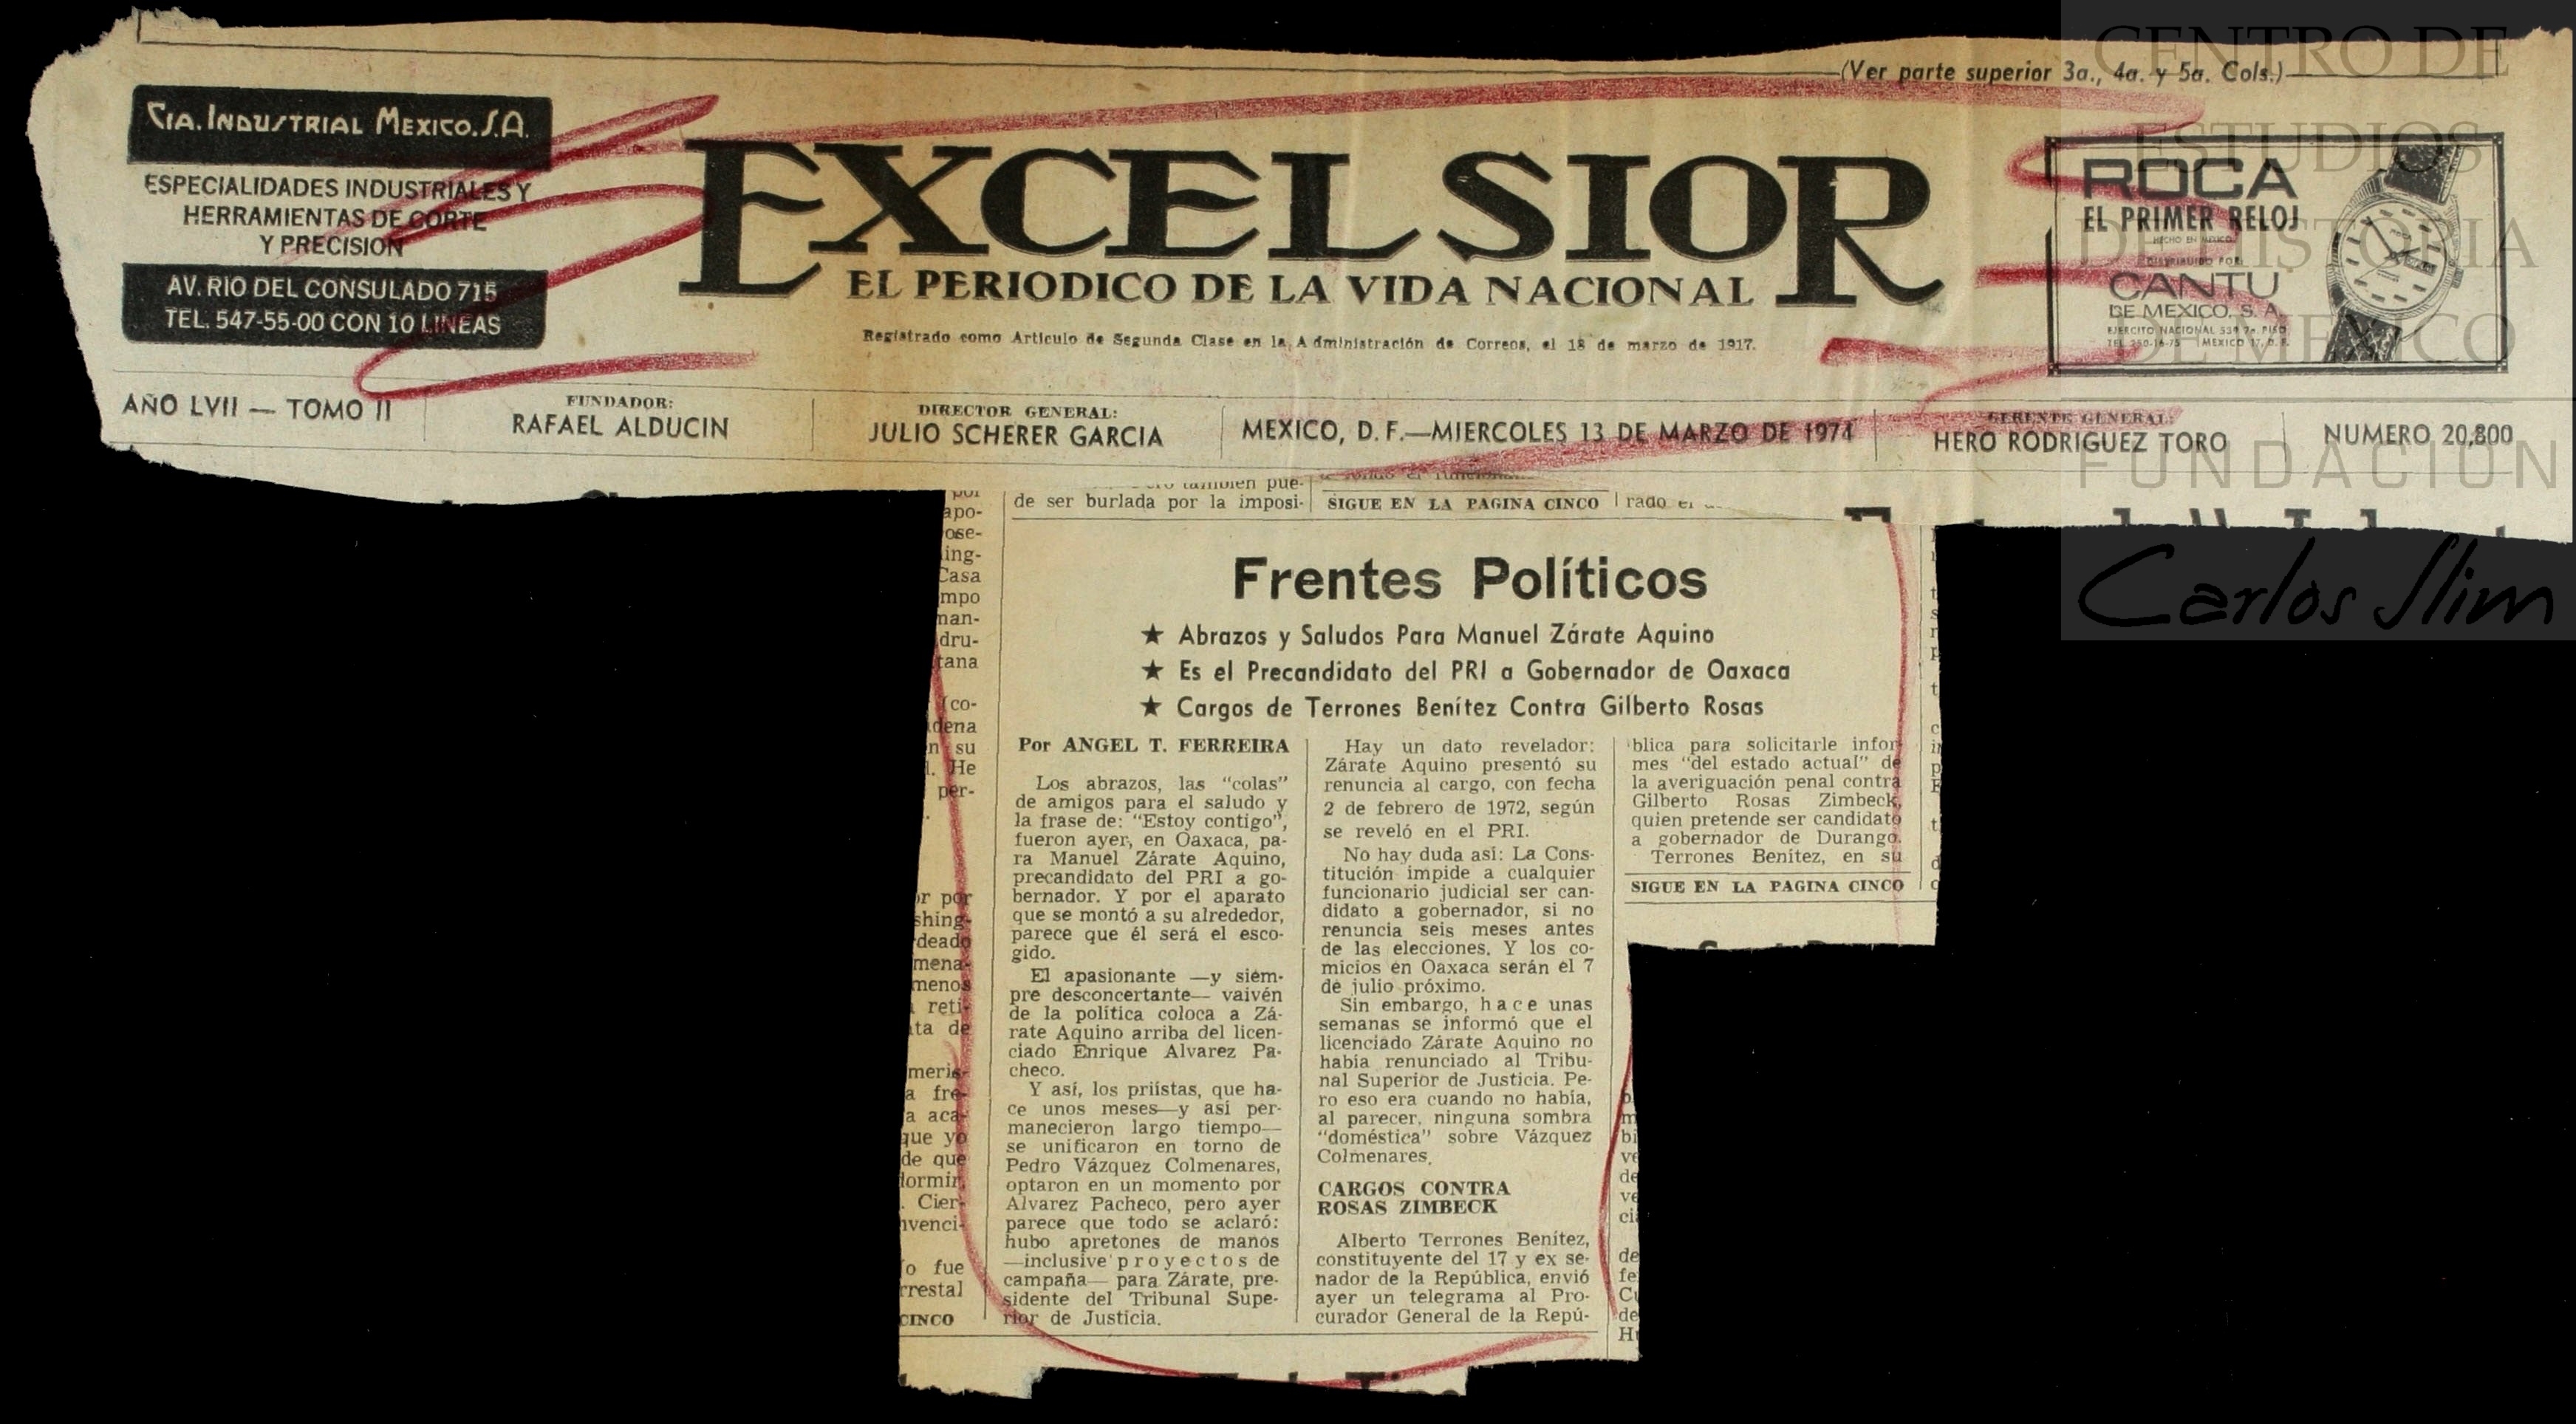 (Ver parte superior 3a., 4a. y 5a. Cols.)
CIA. INDUSTRIAL MEXICO. S.A.
ESPECIALIDADES INDUSTRIALES Y
HERRAMIENTAS DE CORTE
Y PRECISION
AV. RIO DEL CONSULADO 715
TEL. 547-55-00 CON 10 LINEAS
EXCELSIOR
EL PERIODICO DE LA VIDA NACIONAL
Registrado como Articulo de Segunda Clase en la Administración de Correos, el 18 de marzo de 1917.
ROCA
EL PRIMER RELOJ
HECHO EN MEXICO
DISTRIBUIDO POR:
CANTU
DE MEXICO, S. A.
EJERCITO NACIONAL 539 7o. PISO
MEXICO 17, D. F.
AÑO LVII — TOMO II
FUNDADOR:
RAFAEL ALDUCIN
DIRECTOR GENERAL:
JULIO SCHERER GARCIA
MEXICO, D. F.—MIERCOLES 13 DE MARZO DE 1974
GERENTE GENERAL:
HERO RODRIGUEZ TORO
NUMERO 20,800
CENTRO DE
ESTUDIOS
DE HISTORIA
DE MEXICO
FUNDACION
Carlos Slim
también pue-
de ser burlada por la imposi-
SIGUE EN LA PAGINA CINCO
rado
Frentes Políticos
★ Abrazos y Saludos Para Manuel Zárate Aquino
★ Es el Precandidato del PRI a Gobernador de Oaxaca
★ Cargos de Terrones Benítez Contra Gilberto Rosas
Por ANGEL T. FERREIRA
Los abrazos, las "colas"
de amigos para el saludo y
la frase de: "Estoy contigo",
fueron ayer, en Oaxaca, pa-
ra Manuel Zárate Aquino,
precandidato del PRI a go-
bernador. Y por el aparato
que se montó a su alrededor,
parece que él será el esco-
gido.
El apasionante —y siem-
pre desconcertante— vaivén
de la política coloca a Zá-
rate Aquino arriba del licen-
ciado Enrique Alvarez Pa-
checo.
Y así, los priístas, que ha-
ce unos meses—y así per-
manecieron largo tiempo—
se unificaron en torno de
Pedro Vázquez Colmenares,
optaron en un momento por
Alvarez Pacheco, pero ayer
parece que todo se aclaró:
hubo apretones de manos
—inclusive proyectos de
campaña— para Zárate, pre-
sidente del Tribunal Supe-
rior de Justicia.
Hay un dato revelador:
Zárate Aquino presentó su
renuncia al cargo, con fecha
2 de febrero de 1972, según
se reveló en el PRI.
No hay duda así: La Cons-
titución impide a cualquier
funcionario judicial ser can-
didato a gobernador, si no
renuncia seis meses antes
de las elecciones. Y los co-
micios en Oaxaca serán el 7
de julio próximo.
Sin embargo, hace unas
semanas se informó que el
licenciado Zárate Aquino no
había renunciado al Tribu-
nal Superior de Justicia. Pe-
ro eso era cuando no había,
al parecer, ninguna sombra
"doméstica" sobre Vázquez
Colmenares.
CARGOS CONTRA
ROSAS ZIMBECK
Alberto Terrones Benítez,
constituyente del 17 y ex se-
nador de la República, envió
ayer un telegrama al Pro-
curador General de la Repú-
blica para solicitarle infor-
mes "del estado actual" de
la averiguación penal contra
Gilberto Rosas Zimbeck,
quien pretende ser candidato
a gobernador de Durango.
Terrones Benítez, en su
SIGUE EN LA PAGINA CINCO